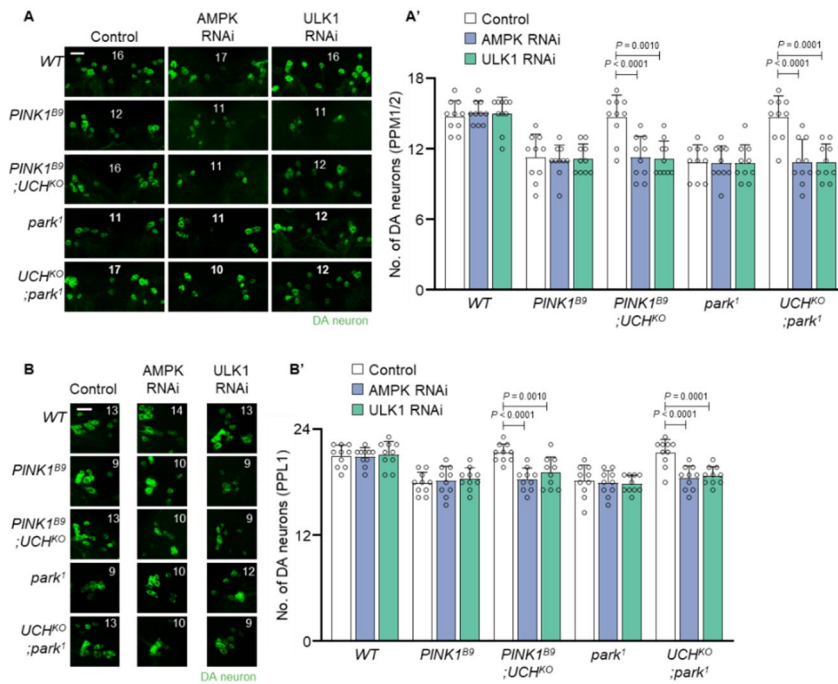 A
Control
AMPK
RNAi
ULK1
RNAi
WT
16
17
16
PINK1ᴮ⁹
12
11
11
PINK1ᴮ⁹
;UCHᴷᴼ
16
11
12
park¹
11
11
12
UCHᴷᴼ
;park¹
17
10
12
DA neuron
A'
Control
AMPK RNAi
ULK1 RNAi
P = 0.0010
P < 0.0001
P = 0.0001
P < 0.0001
No. of DA neurons (PPM1/2)
18
12
6
0
WT
PINK1ᴮ⁹
PINK1ᴮ⁹
;UCHᴷᴼ
park¹
UCHᴷᴼ
;park¹
B
Control
AMPK
RNAi
ULK1
RNAi
WT
13
14
13
PINK1ᴮ⁹
9
10
9
PINK1ᴮ⁹
;UCHᴷᴼ
13
10
9
park¹
9
10
12
UCHᴷᴼ
;park¹
13
10
9
DA neuron
B'
Control
AMPK RNAi
ULK1 RNAi
P = 0.0010
P < 0.0001
P = 0.0001
P < 0.0001
No. of DA neurons (PPL1)
24
12
0
WT
PINK1ᴮ⁹
PINK1ᴮ⁹
;UCHᴷᴼ
park¹
UCHᴷᴼ
;park¹